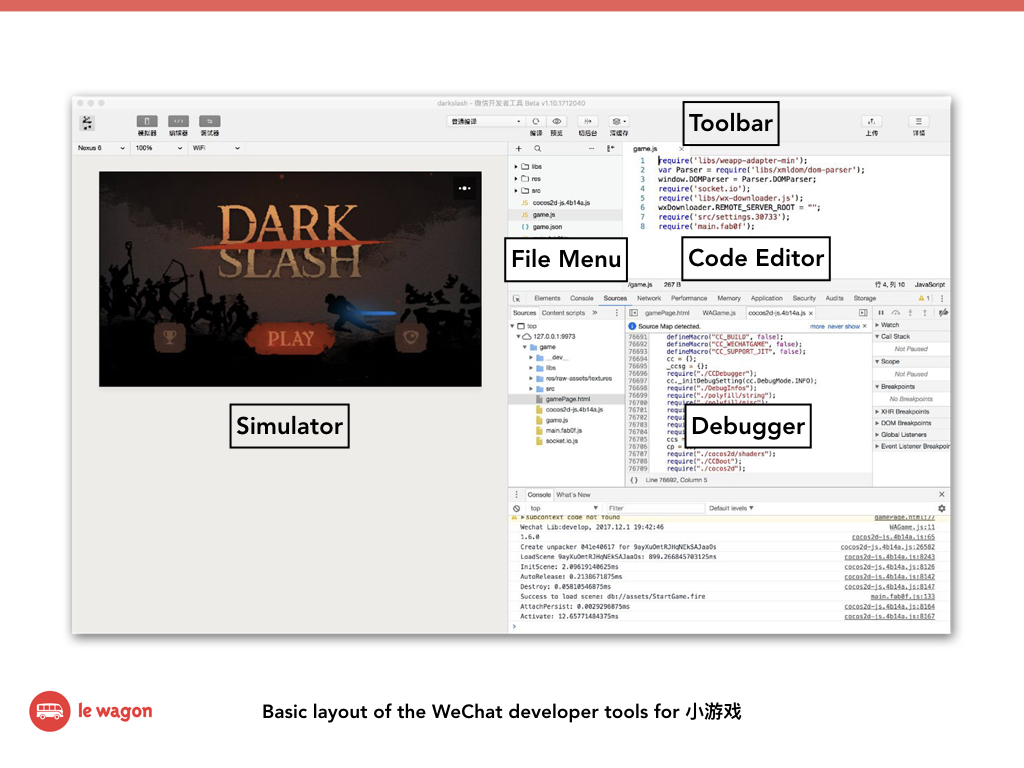 darkslash - 微信开发者工具 Beta v1.10.1712040
模拟器 编辑器 调试器
普通编译
编译 预览 切后台 清缓存
Toolbar
上传 详情
Nexus 6 100% WiFi
game.js
DARK
SLASH
PLAY
Simulator
libs
res
src
JS cocos2d-js.4b14a.js
JS game.js
{ } game.json
File Menu
1 require('libs/weapp-adapter-min');
2 var Parser = require('libs/xmldom/dom-parser');
3 window.DOMParser = Parser.DOMParser;
4 require('socket.io');
5 require('libs/wx-downloader.js');
6 wxDownloader.REMOTE_SERVER_ROOT = "";
7 require('src/settings.30733');
8 require('main.fab0f');
Code Editor
/game.js 267 B 行 4, 列 10 JavaScript
Elements Console Sources Network Performance Memory Application Security Audits Storage 1
Sources Content scripts »
top
127.0.0.1:9973
game
__dev__
libs
res/raw-assets/textures
src
gamePage.html
cocos2d-js.4b14a.js
game.js
main.fab0f.js
socket.io.js
gamePage.html WAGame.js cocos2d-js.4b14a.js ×
Source Map detected. more never show ×
76691 defineMacro("CC_BUILD", false);
76692 defineMacro("CC_WECHATGAME", false);
76693 defineMacro("CC_SUPPORT_JIT", false);
76694 cc = {};
76695 _ccsg = {};
76696 require("./CCDebugger");
76697 cc._initDebugSetting(cc.DebugMode.INFO);
76698 require("./DebugInfos");
76699 require("./polyfill/string");
76700 require("./polyfill/misc");
76701
76702
76703
76704
76705 ccs =
76706 cp =
76707 require("./cocos2d/shaders");
76708 require("./CCBoot");
76709 require("./cocos2d");
Debugger
{ } Line 76692, Column 5
Watch
Call Stack
Not Paused
Scope
Not Paused
Breakpoints
No Breakpoints
XHR Breakpoints
DOM Breakpoints
Global Listeners
Event Listener Breakpoin
Console What's New
top Filter Default levels
subcontext code not found gamePage.html:77
Wechat Lib:develop, 2017.12.1 19:42:46 WAGame.js:11
1.6.0 cocos2d-js.4b14a.js:65
Create unpacker 041e40617 for 9ayXuOmtRJHqNEkSAJaaOs cocos2d-js.4b14a.js:26582
LoadScene 9ayXuOmtRJHqNEkSAJaaOs: 899.266845703125ms cocos2d-js.4b14a.js:8243
InitScene: 2.09619140625ms cocos2d-js.4b14a.js:8126
AutoRelease: 0.2138671875ms cocos2d-js.4b14a.js:8142
Destroy: 0.05810546875ms cocos2d-js.4b14a.js:8147
Success to load scene: db://assets/StartGame.fire main.fab0f.js:133
AttachPersist: 0.0029296875ms cocos2d-js.4b14a.js:8164
Activate: 12.65771484375ms cocos2d-js.4b14a.js:8167
le wagon
Basic layout of the WeChat developer tools for 小游戏